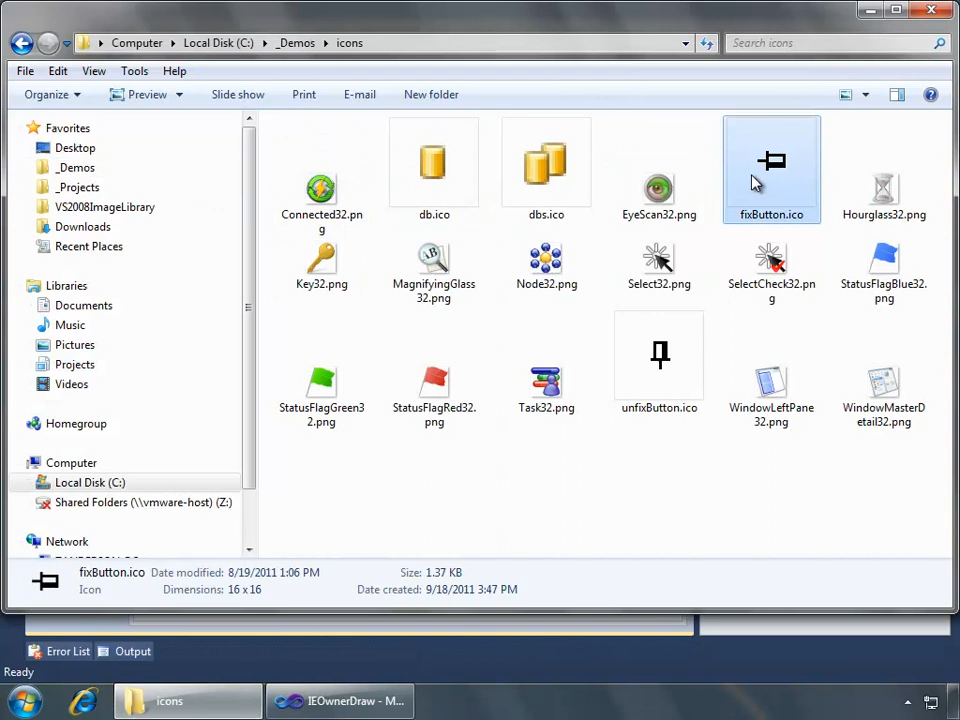 Computer Local Disk (C:) _Demos icons
Search icons
File Edit View Tools Help
Organize Preview Slide show Print E-mail New folder
Favorites
Desktop
_Demos
_Projects
VS2008ImageLibrary
Downloads
Recent Places
Libraries
Documents
Music
Pictures
Projects
Videos
Homegroup
Computer
Local Disk (C:)
Shared Folders (\\vmware-host) (Z:)
Network
Connected32.pn
g
db.ico
dbs.ico
EyeScan32.png
fixButton.ico
Hourglass32.png
Key32.png
MagnifyingGlass
32.png
Node32.png
Select32.png
SelectCheck32.pn
g
StatusFlagBlue32.
png
StatusFlagGreen3
2.png
StatusFlagRed32.
png
Task32.png
unfixButton.ico
WindowLeftPane
32.png
WindowMasterD
etail32.png
fixButton.ico Date modified: 8/19/2011 1:06 PM Size: 1.37 KB
Icon Dimensions: 16 x 16 Date created: 9/18/2011 3:47 PM
Error List Output
Ready
icons IEOwnerDraw - M...